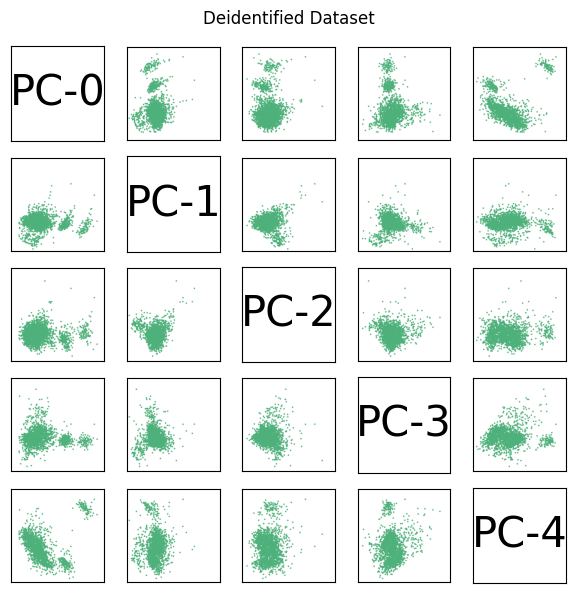 Deidentified Dataset
PC-0
PC-1
PC-2
PC-3
PC-4